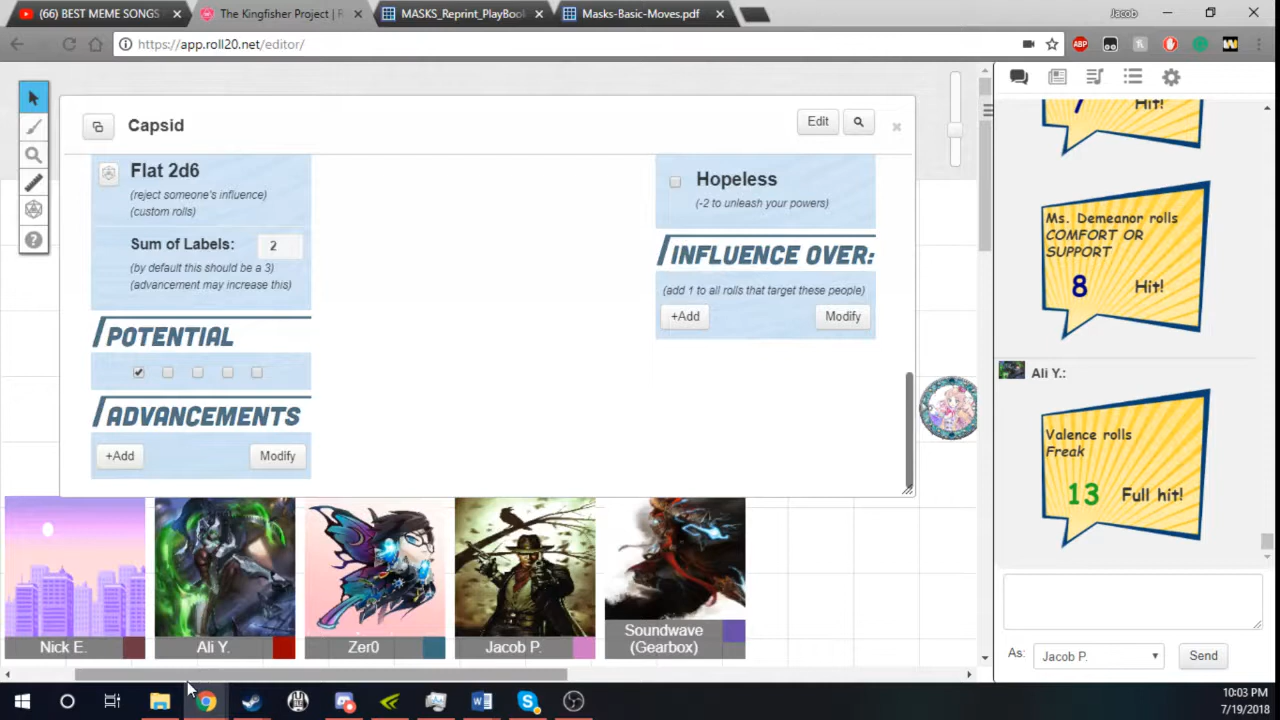 (66) BEST MEME SONGS
The Kingfisher Project | R
MASKS_Reprint_PlayBool
Masks-Basic-Moves.pdf
Jacob
https://app.roll20.net/editor/
ABP
Capsid
Edit
Flat 2d6
(reject someone's influence)
(custom rolls)
Sum of Labels: 2
(by default this should be a 3)
(advancement may increase this)
POTENTIAL
ADVANCEMENTS
+Add
Modify
Hopeless
(-2 to unleash your powers)
INFLUENCE OVER:
(add 1 to all rolls that target these people)
+Add
Modify
Nick E.
Ali Y.
Zer0
Jacob P.
Soundwave
(Gearbox)
7
Hit!
Ms. Demeanor rolls
COMFORT OR
SUPPORT
8 Hit!
Ali Y.:
Valence rolls
Freak
13 Full hit!
As: Jacob P.
Send
10:03 PM
7/19/2018